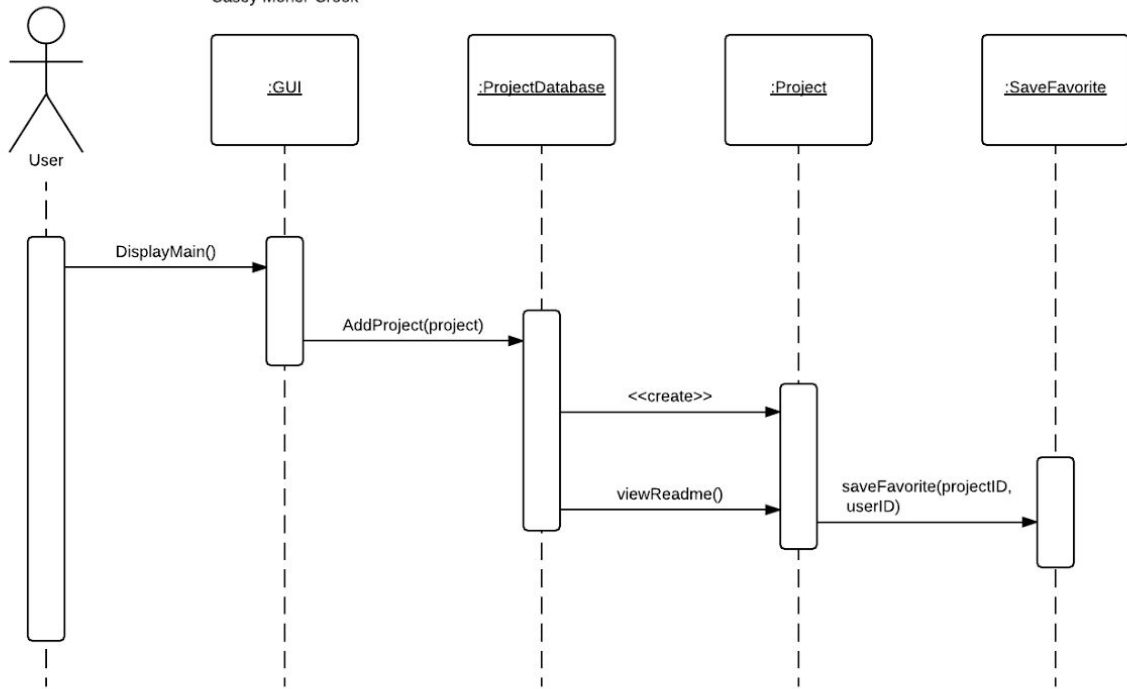 :GUI
:ProjectDatabase
:Project
:SaveFavorite
User
DisplayMain()
AddProject(project)
<<create>>
viewReadme()
saveFavorite(projectID,
userID)